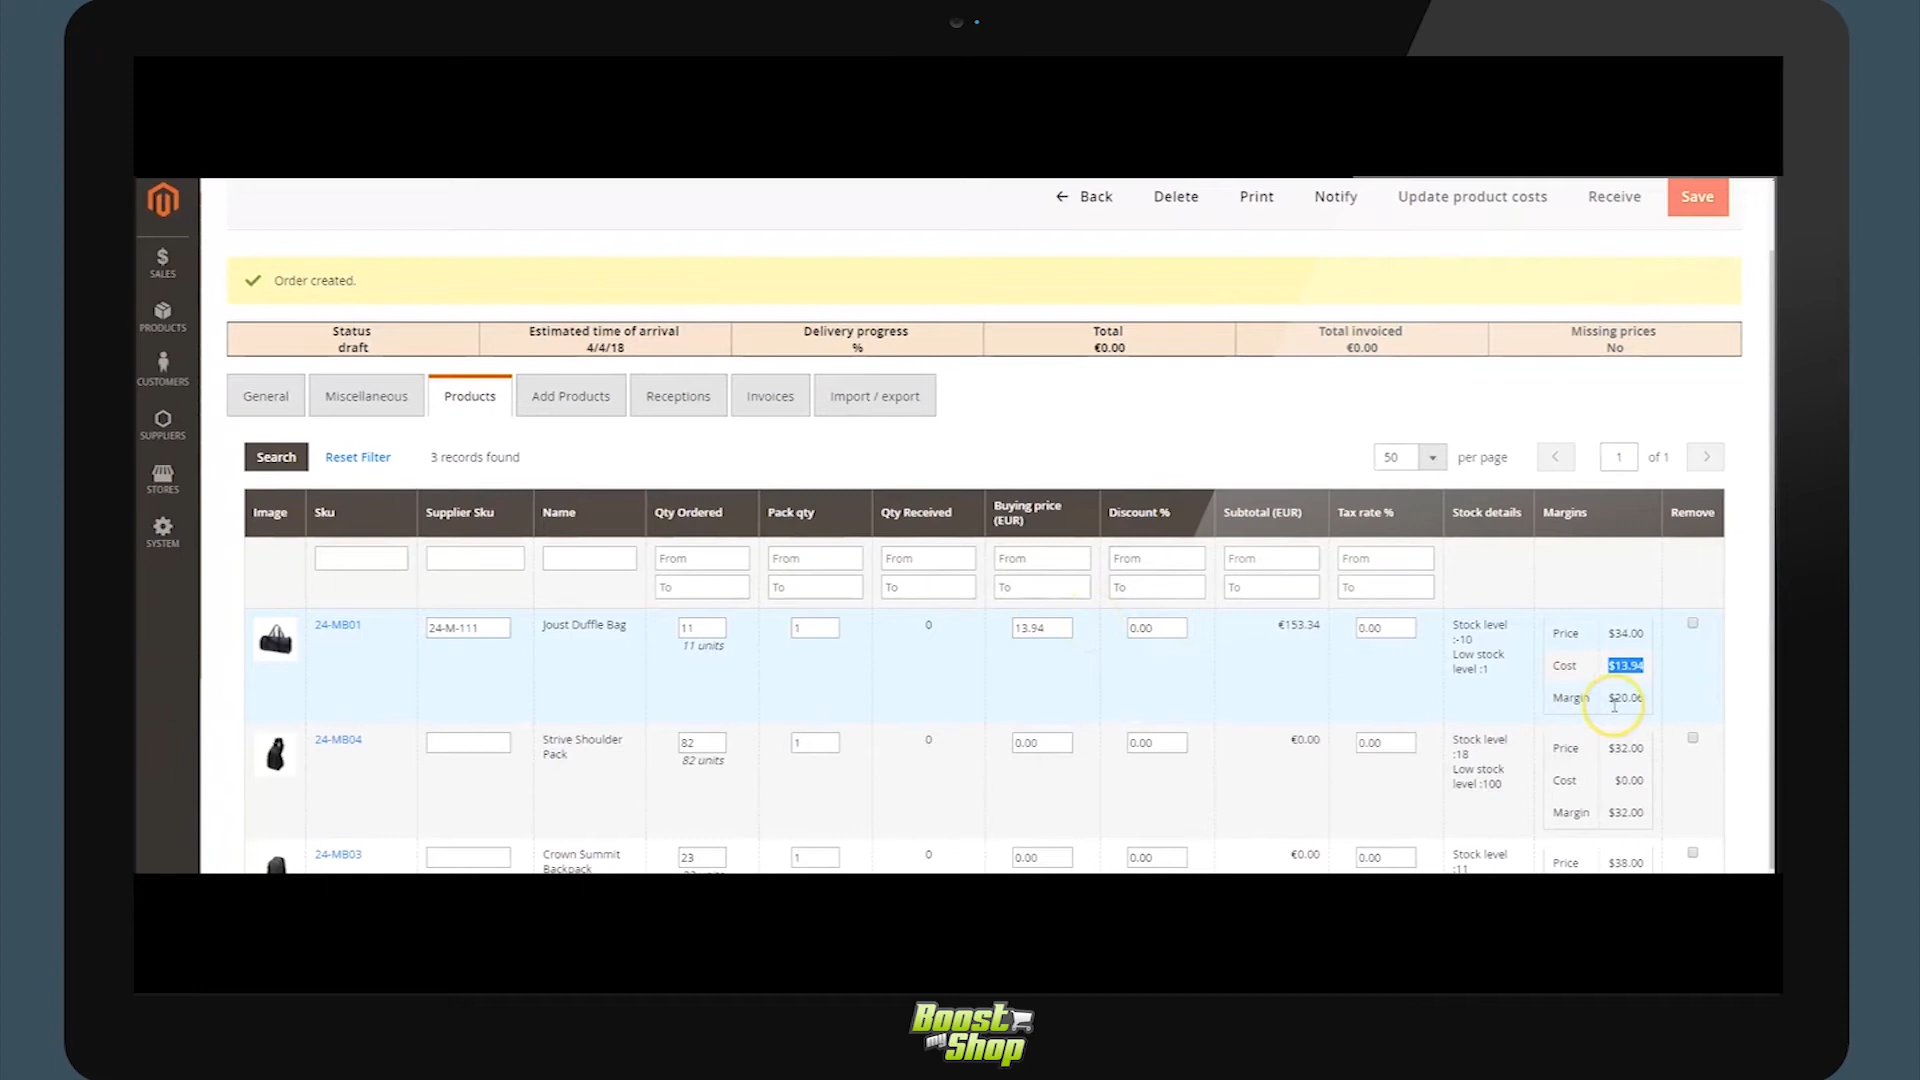 Back Delete Print Notify Update product costs Receive Save
SALES
PRODUCTS
CUSTOMERS
SUPPLIERS
STORES
SYSTEM
Order created.
Status Estimated time of arrival Delivery progress Total Total invoiced Missing prices
draft 4/4/18 % €0.00 €0.00 No
General Miscellaneous Products Add Products Receptions Invoices Import / export
Search Reset Filter 3 records found 50 per page 1 of 1
Image Sku Supplier Sku Name Qty Ordered Pack qty Qty Received Buying price (EUR) Discount % Subtotal (EUR) Tax rate % Stock details Margins Remove
From From From From From From From
To To To To To To To
24-MB01 24-M-111 Joust Duffle Bag 11 1 0 13.94 0.00 €153.34 0.00 Stock level Price $34.00
11 units :-10
Low stock Cost $13.94
level :1
Margin $20.06
24-MB04 Strive Shoulder 82 1 0 0.00 0.00 €0.00 0.00 Stock level Price $32.00
Pack 82 units :18
Low stock Cost $0.00
level :100
Margin $32.00
24-MB03 Crown Summit 23 1 0 0.00 0.00 €0.00 0.00 Stock level Price $38.00
Backpack :11
Boost
my Shop